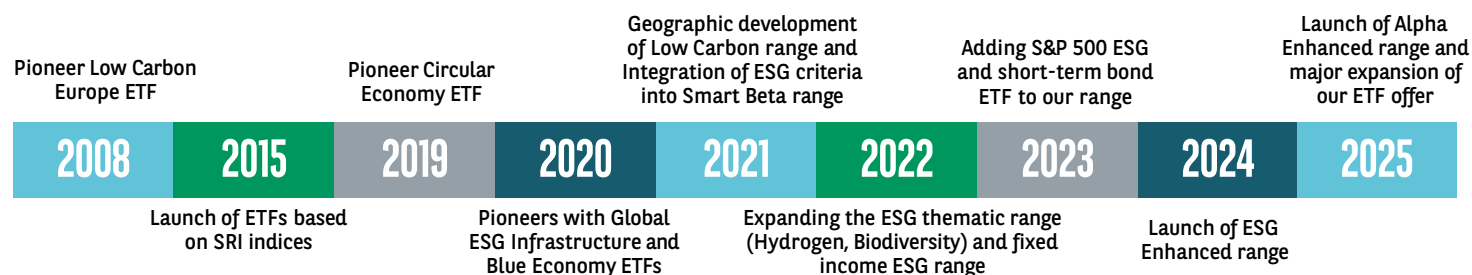 Pioneer Low Carbon
Europe ETF
2008
2015
Launch of ETFs based
on SRI indices
Pioneer Circular
Economy ETF
2019
2020
Pioneers with Global
ESG Infrastructure and
Blue Economy ETFs
Geographic development
of Low Carbon range and
Integration of ESG criteria
into Smart Beta range
2021
2022
Expanding the ESG thematic range
(Hydrogen, Biodiversity) and fixed
income ESG range
Adding S&P 500 ESG
and short-term bond
ETF to our range
2023
2024
Launch of ESG
Enhanced range
Launch of Alpha
Enhanced range and
major expansion of
our ETF offer
2025